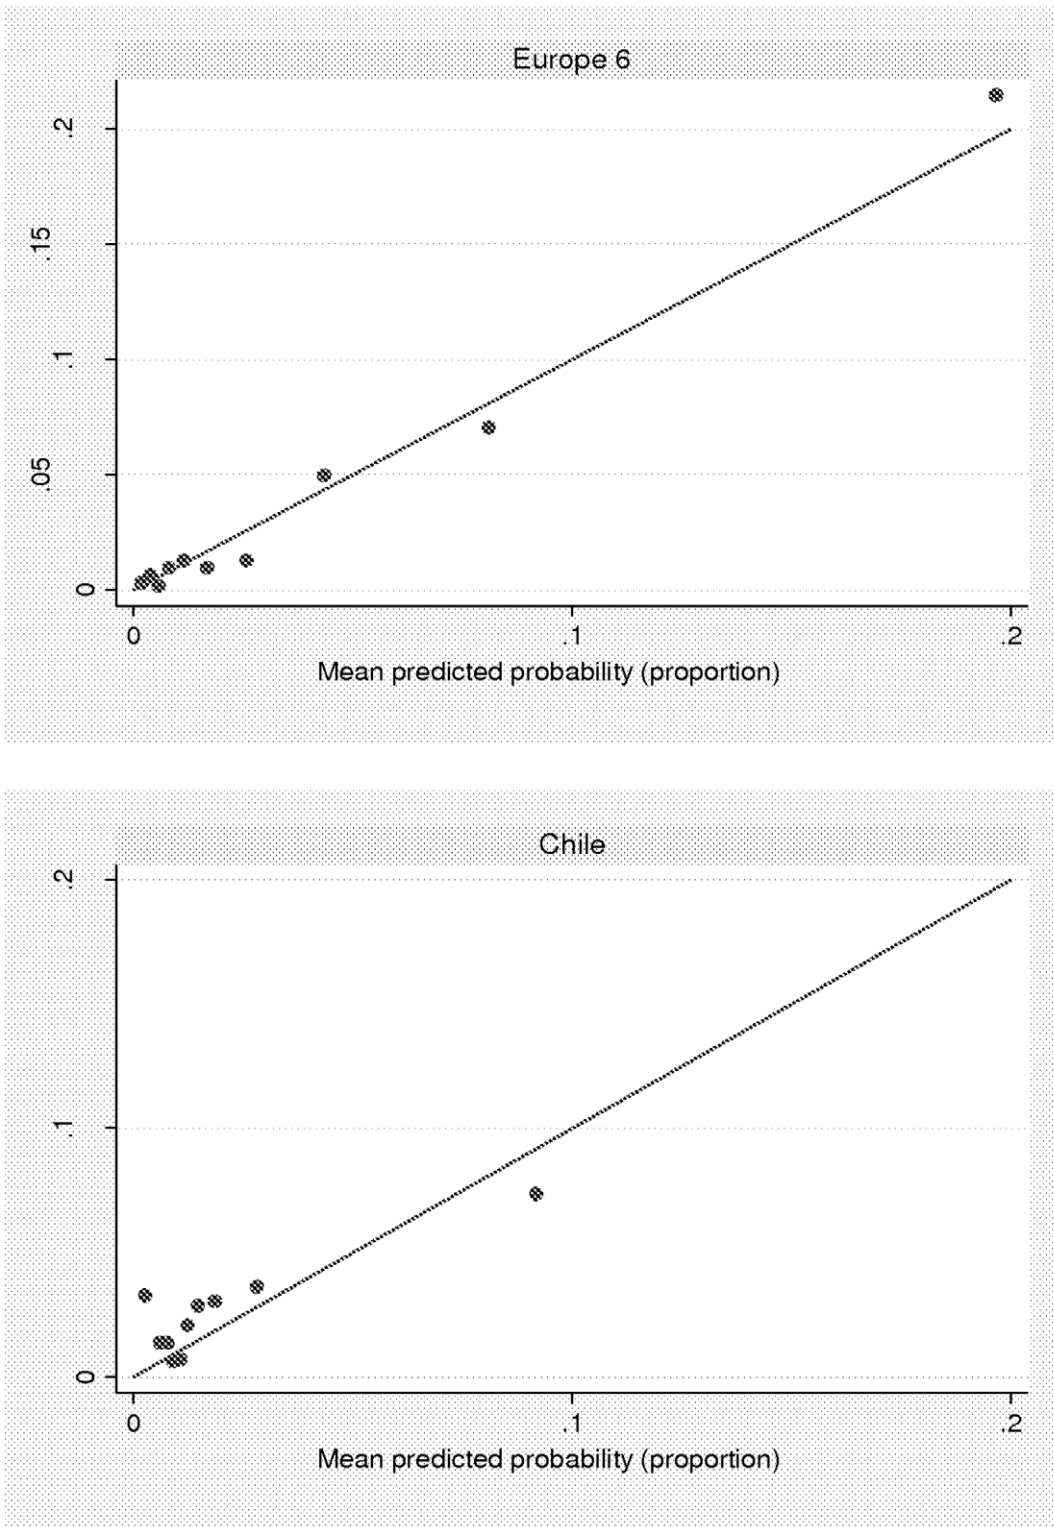 Europe 6
.2
.15
.1
.05
0
0 .1 .2
Mean predicted probability (proportion)
Chile
.2
.1
0
0 .1 .2
Mean predicted probability (proportion)